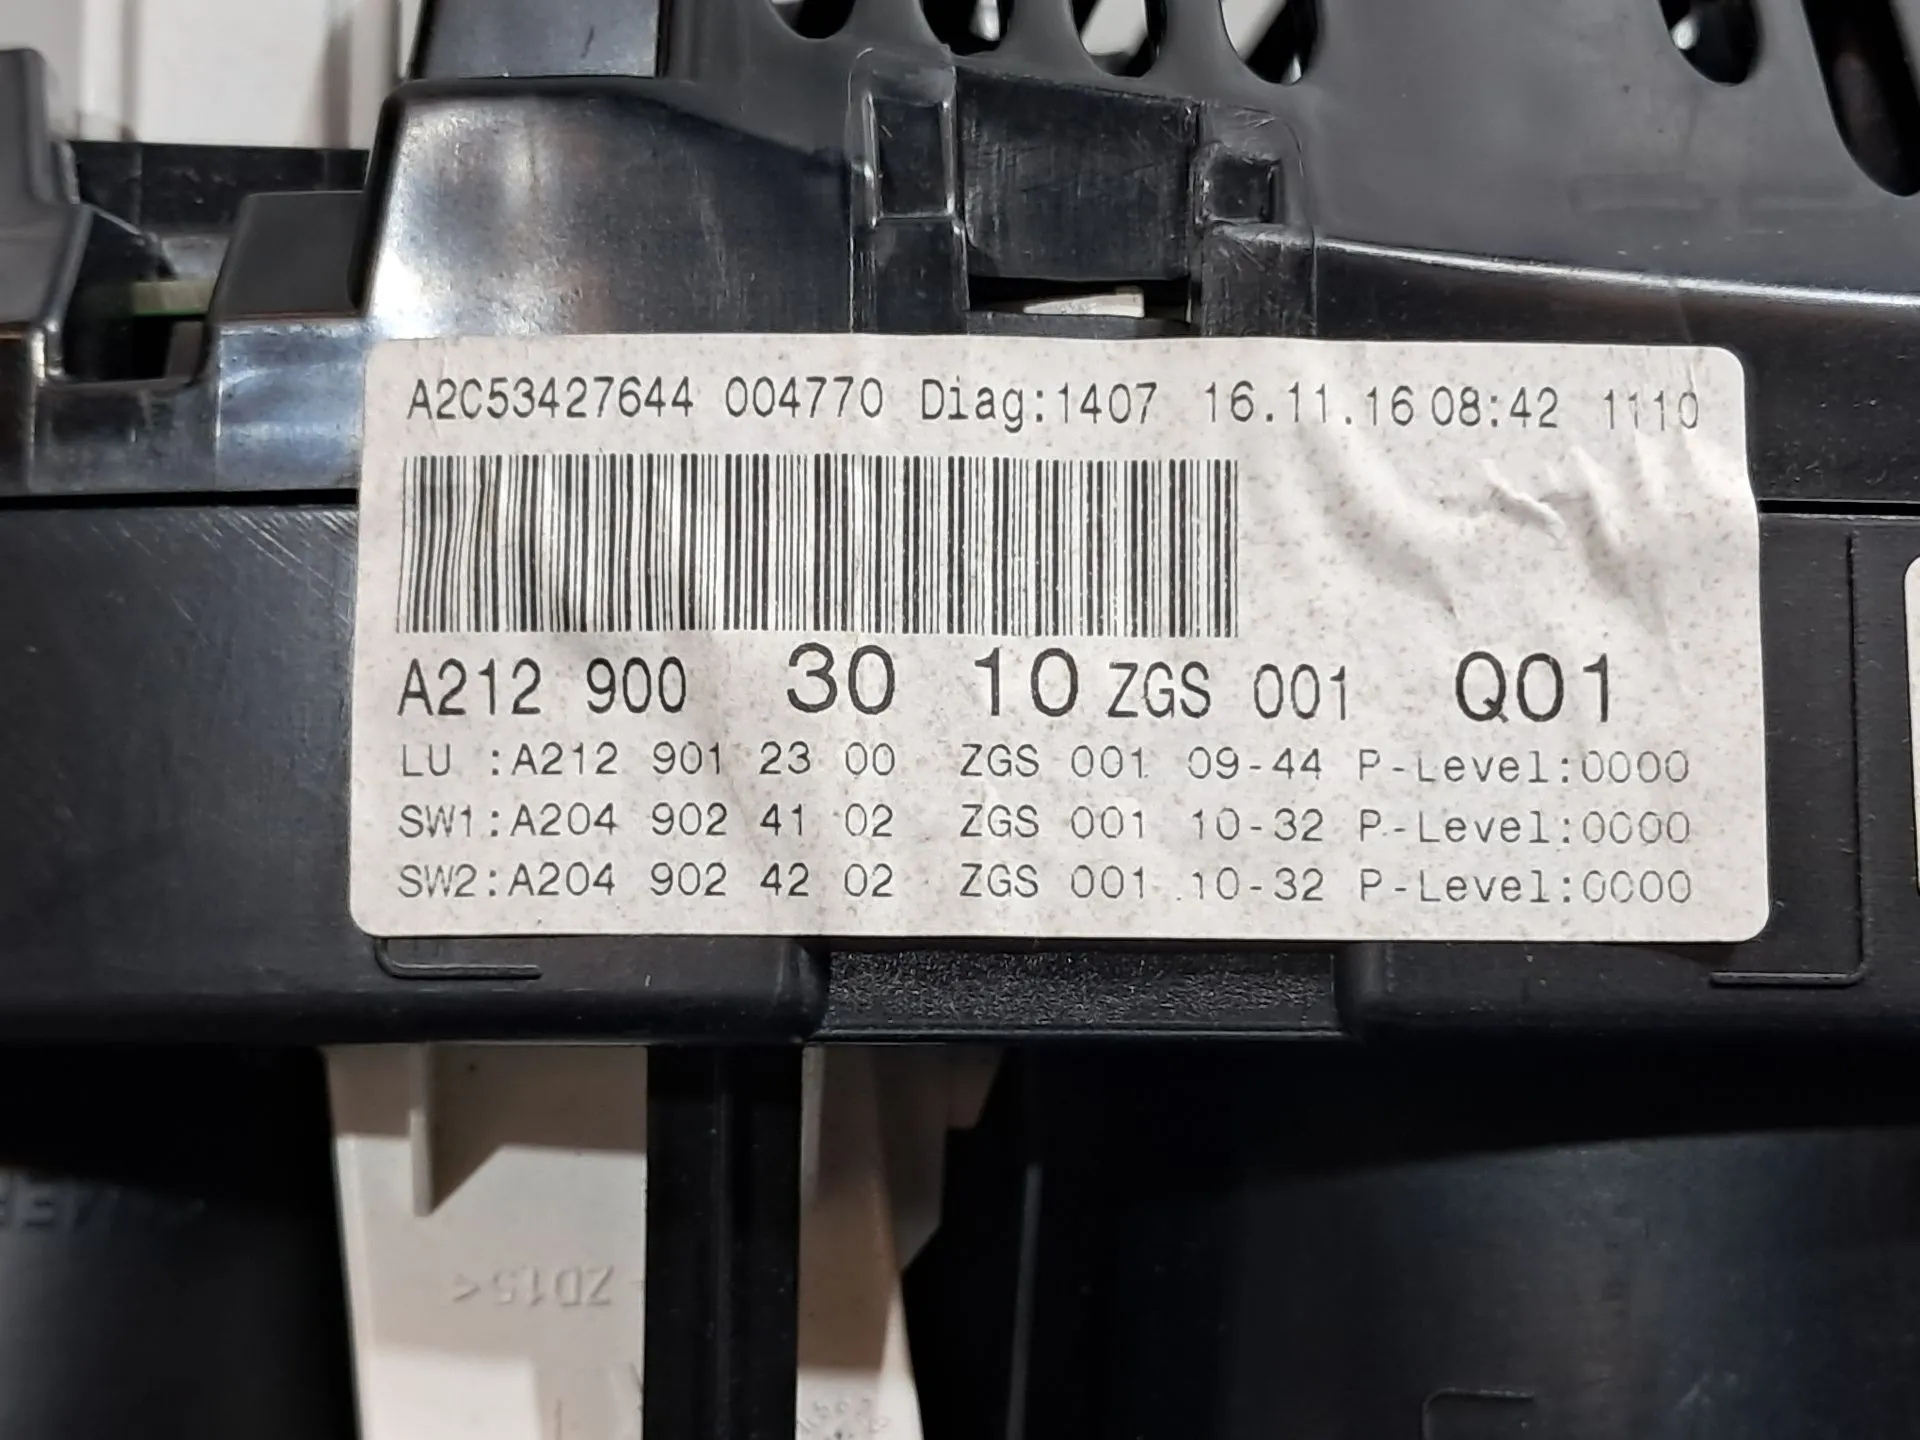 A2C53427644 004770 Diag:1407 16.11.16 08:42 1110
A212 900 30 10 ZGS 001 Q01
LU :A212 901 23 00 ZGS 001 09-44 P-Level:0000
SW1:A204 902 41 02 ZGS 001 10-32 P-Level:0000
SW2:A204 902 42 02 ZGS 001 10-32 P-Level:0000